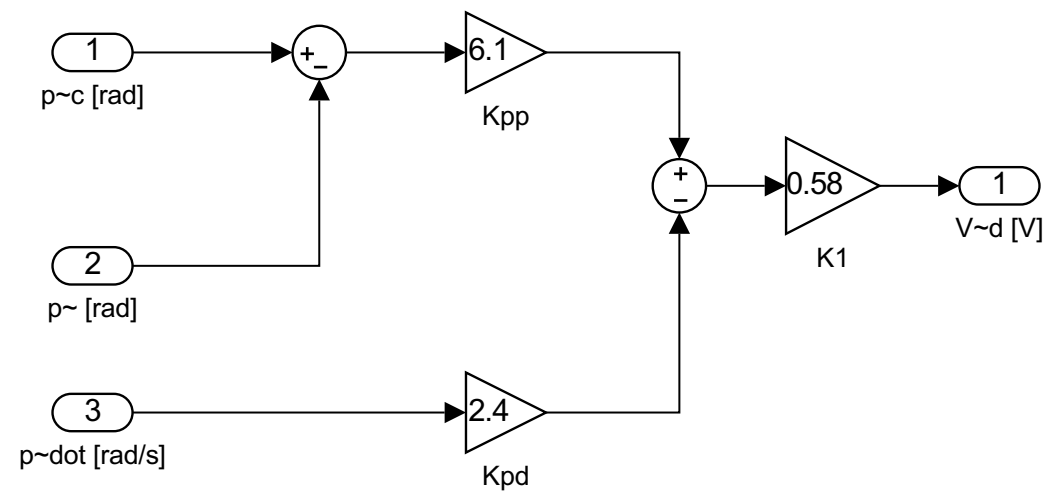 1
p~c [rad]
+
−
6.1
Kpp
2
p~ [rad]
+
−
0.58
K1
1
V~d [V]
3
p~dot [rad/s]
2.4
Kpd